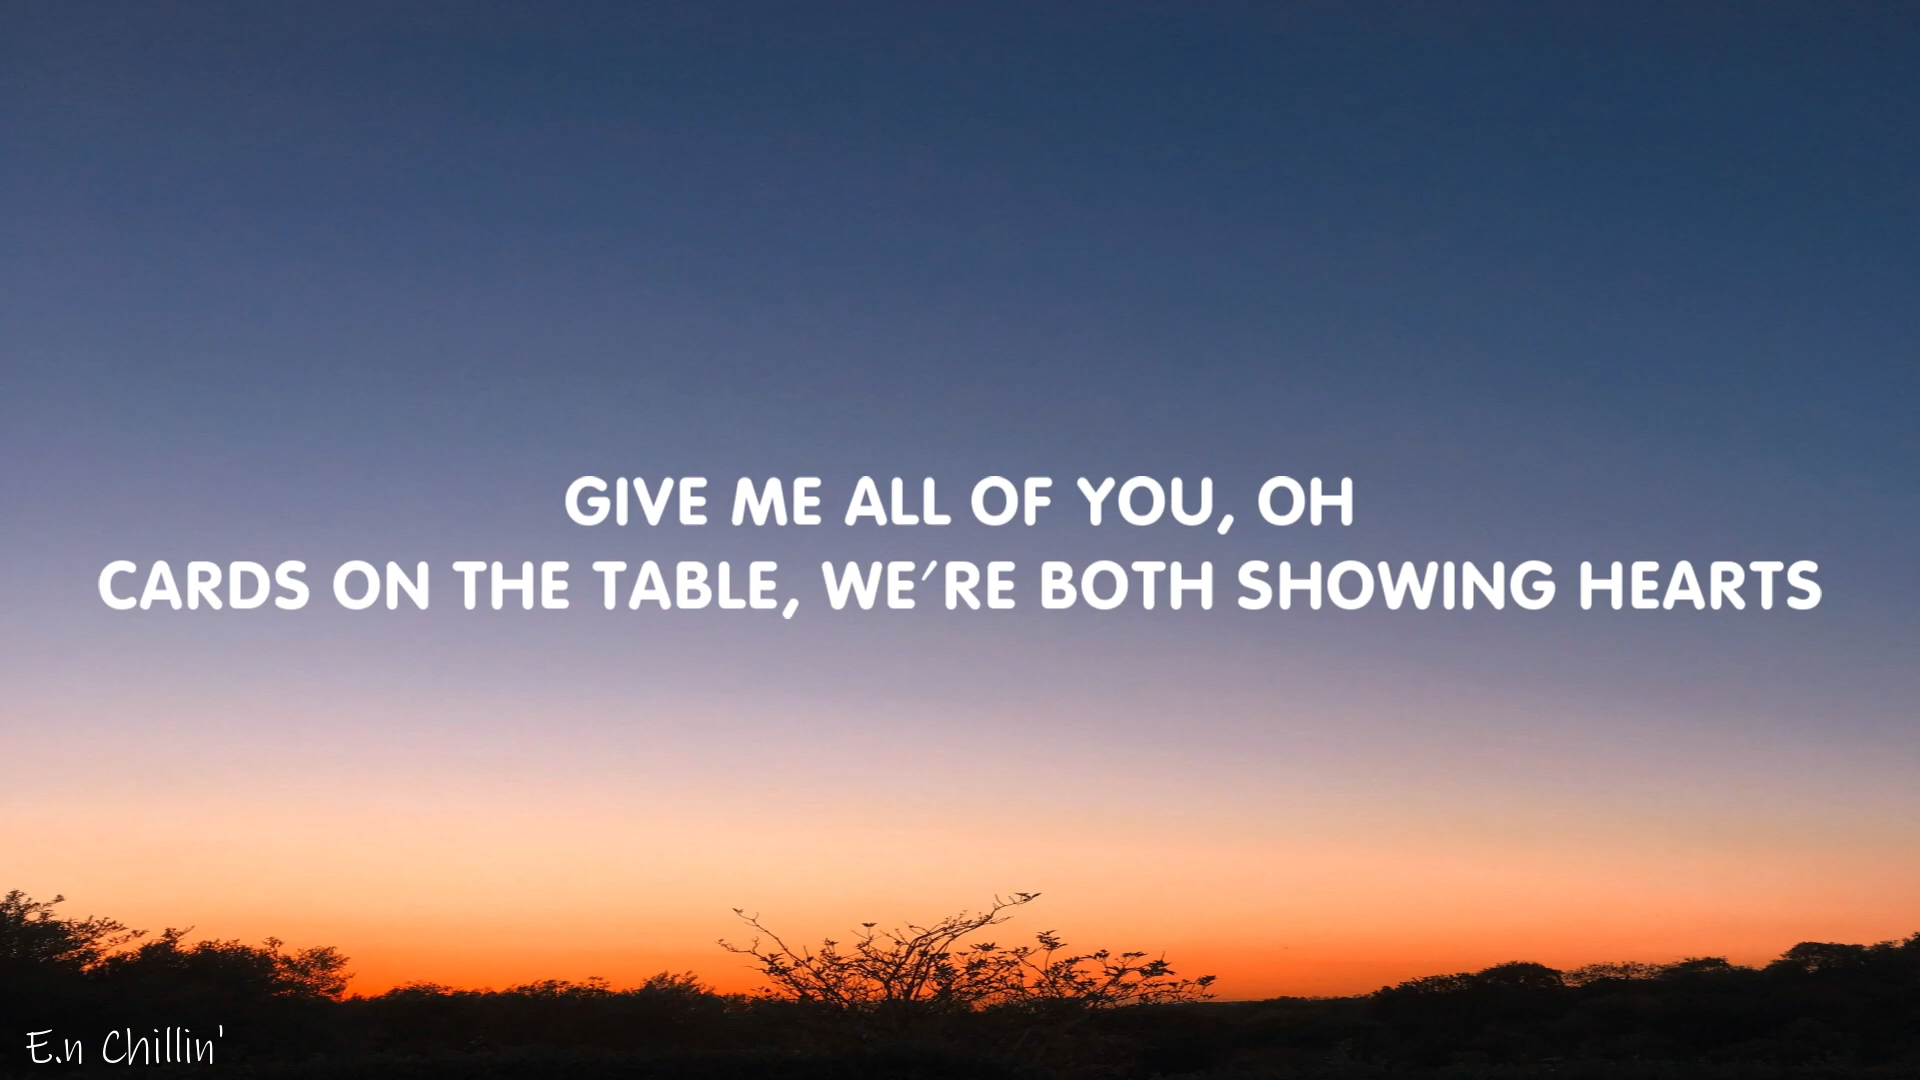 GIVE ME ALL OF YOU, OH
CARDS ON THE TABLE, WE'RE BOTH SHOWING HEARTS
E.n Chillin'